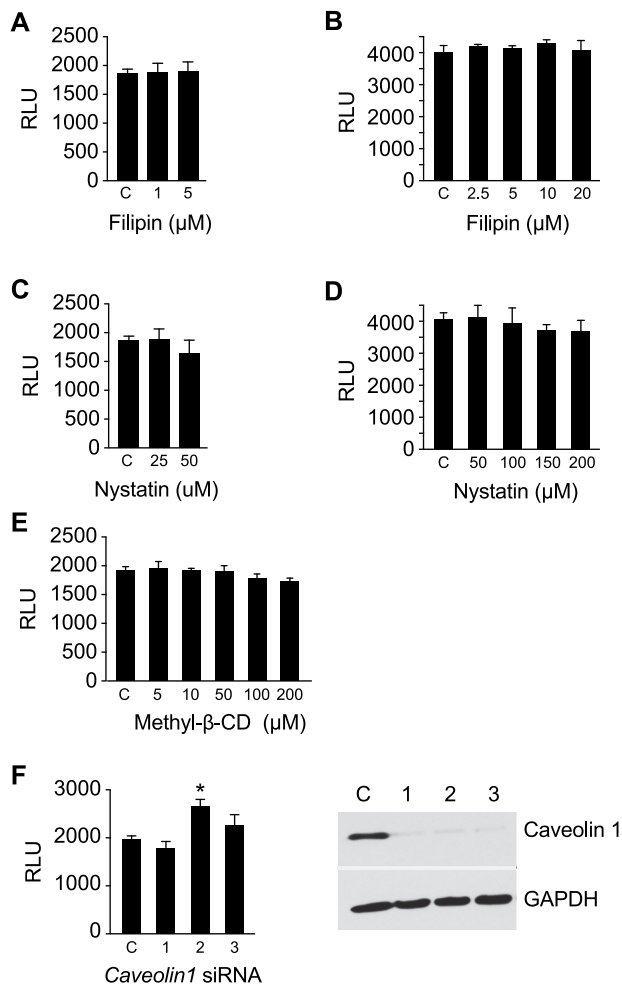 A
2500
2000
1500
1000
500
0
RLU
C 1 5
Filipin (µM)
B
4000
3000
2000
1000
0
RLU
C 2.5 5 10 20
Filipin (µM)
C
2500
2000
1500
1000
500
0
RLU
C 25 50
Nystatin (uM)
D
4000
3000
2000
1000
0
RLU
C 50 100 150 200
Nystatin (µM)
E
2500
2000
1500
1000
500
0
RLU
C 5 10 50 100 200
Methyl-β-CD (µM)
F
3000
2000
1000
0
RLU
*
C 1 2 3
Caveolin1 siRNA
C 1 2 3
Caveolin 1
GAPDH